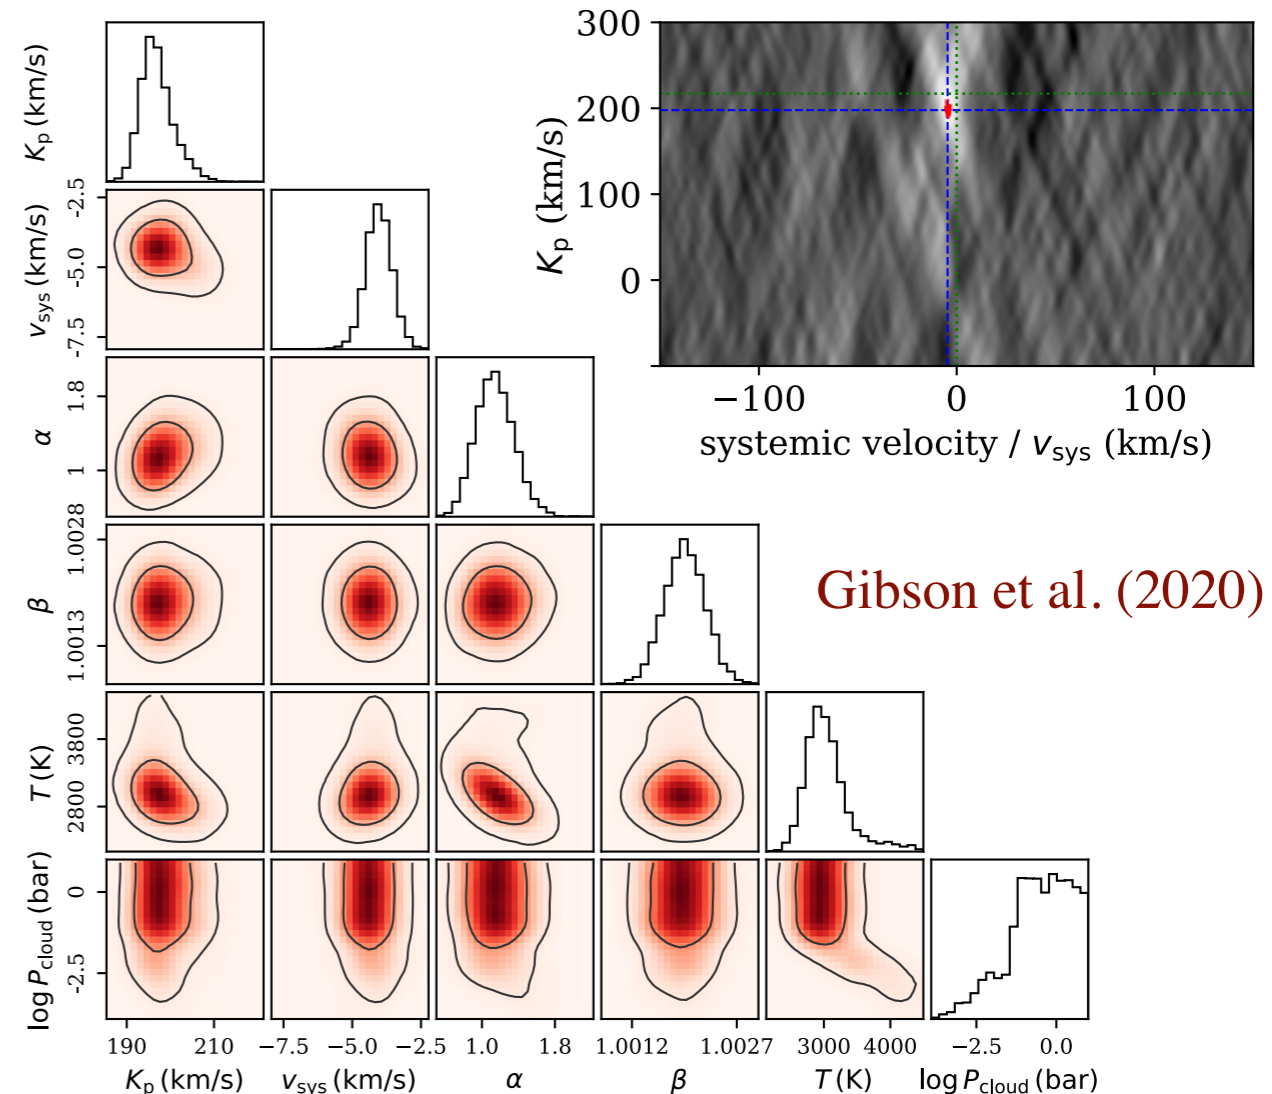 K_p (km/s)
-2.5
-5.0
-7.5
v_sys (km/s)
1.8
1
α
1.0028
1.0013
β
3800
2800
T (K)
0
-2.5
log P_cloud (bar)
190 210
K_p (km/s)
−7.5 −5.0 −2.5
v_sys (km/s)
1.0 1.8
α
1.0012 1.0027
β
3000 4000
T (K)
−2.5 0.0
log P_cloud (bar)
300
200
100
0
K_p (km/s)
−100 0 100
systemic velocity / v_sys (km/s)
Gibson et al. (2020)